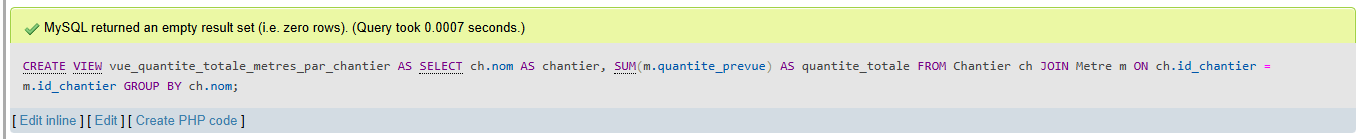 MySQL returned an empty result set (i.e. zero rows). (Query took 0.0007 seconds.)
CREATE VIEW vue_quantite_totale_metres_par_chantier AS SELECT ch.nom AS chantier, SUM(m.quantite_prevue) AS quantite_totale FROM Chantier ch JOIN Metre m ON ch.id_chantier =
m.id_chantier GROUP BY ch.nom;
[ Edit inline ] [ Edit ] [ Create PHP code ]